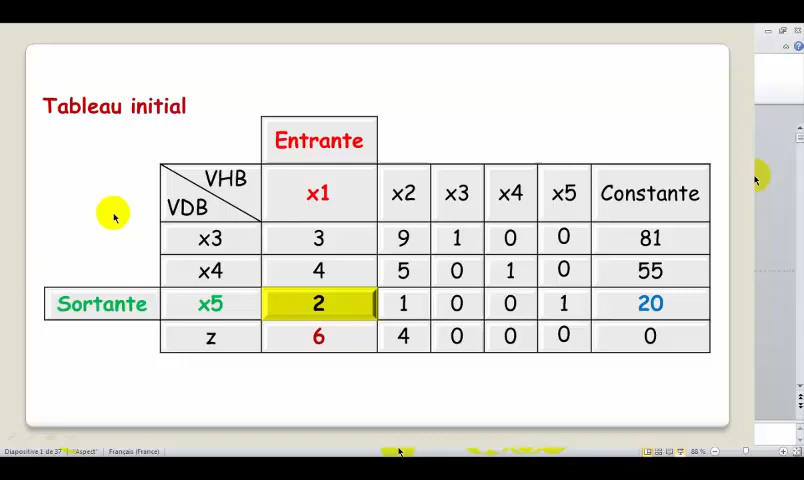 Tableau initial
Entrante
VHB
VDB x1 x2 x3 x4 x5 Constante
x3 3 9 1 0 0 81
x4 4 5 0 1 0 55
Sortante x5 2 1 0 0 1 20
z 6 4 0 0 0 0
Diapositive 1 de 37 "Aspect" Français (France) 88 %